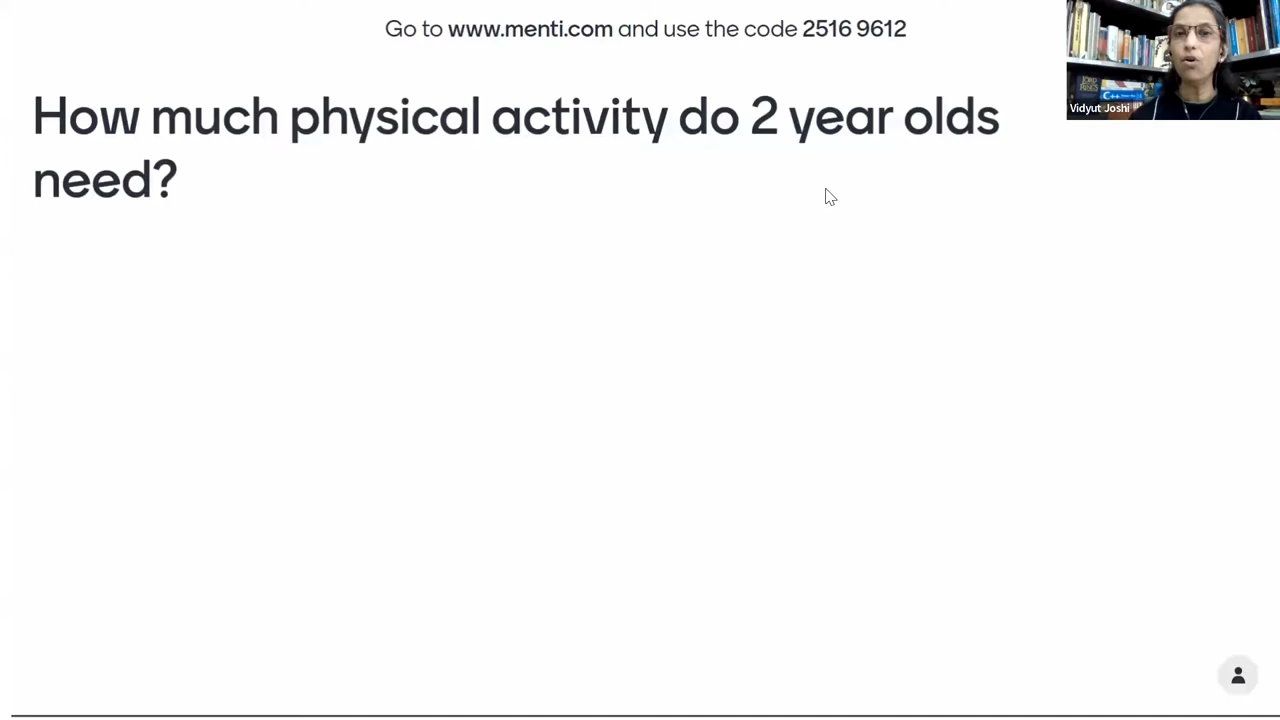 Go to www.menti.com and use the code 2516 9612
How much physical activity do 2 year olds
need?
Vidyut Joshi
C++